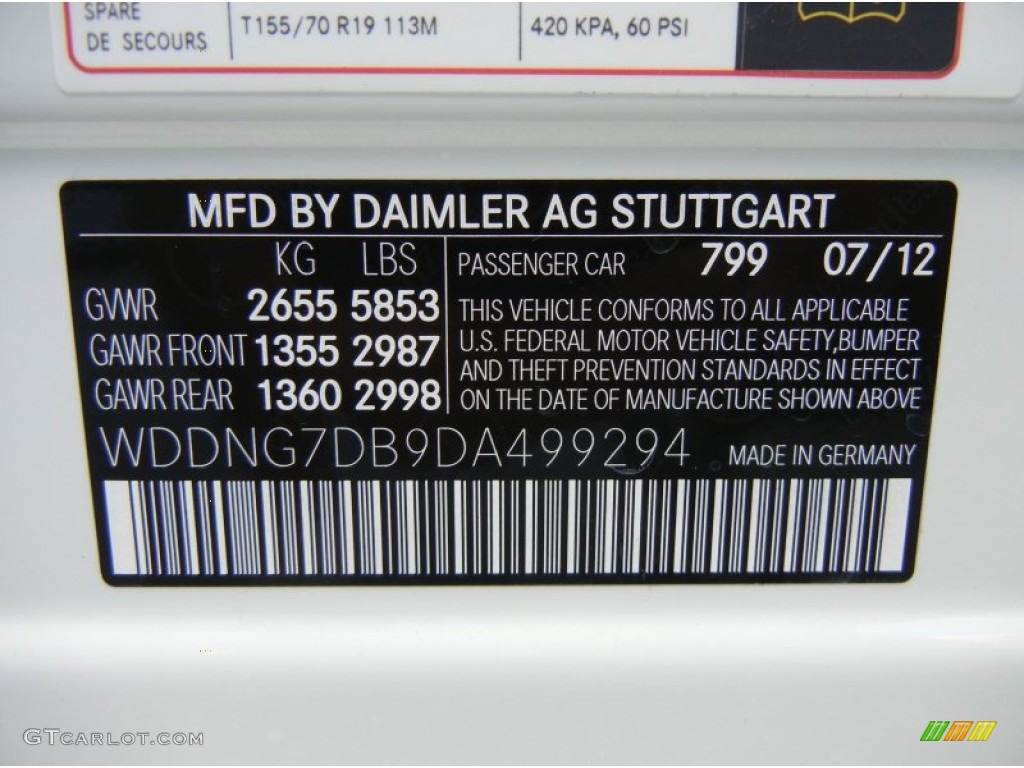 SPARE
DE SECOURS
T155/70 R19 113M
420 KPA, 60 PSI
MFD BY DAIMLER AG STUTTGART
KG LBS
GVWR 2655 5853
GAWR FRONT 1355 2987
GAWR REAR 1360 2998
PASSENGER CAR 799 07/12
THIS VEHICLE CONFORMS TO ALL APPLICABLE
U.S. FEDERAL MOTOR VEHICLE SAFETY,BUMPER
AND THEFT PREVENTION STANDARDS IN EFFECT
ON THE DATE OF MANUFACTURE SHOWN ABOVE
WDDNG7DB9DA499294 MADE IN GERMANY
GTCARLOT.COM